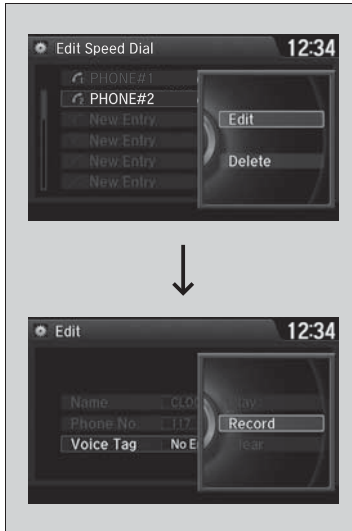 Edit Speed Dial 12:34
PHONE#1
PHONE#2
New Entry
New Entry
New Entry
New Entry
Edit
Delete
Edit 12:34
Name
Phone No. 117
Voice Tag
Record